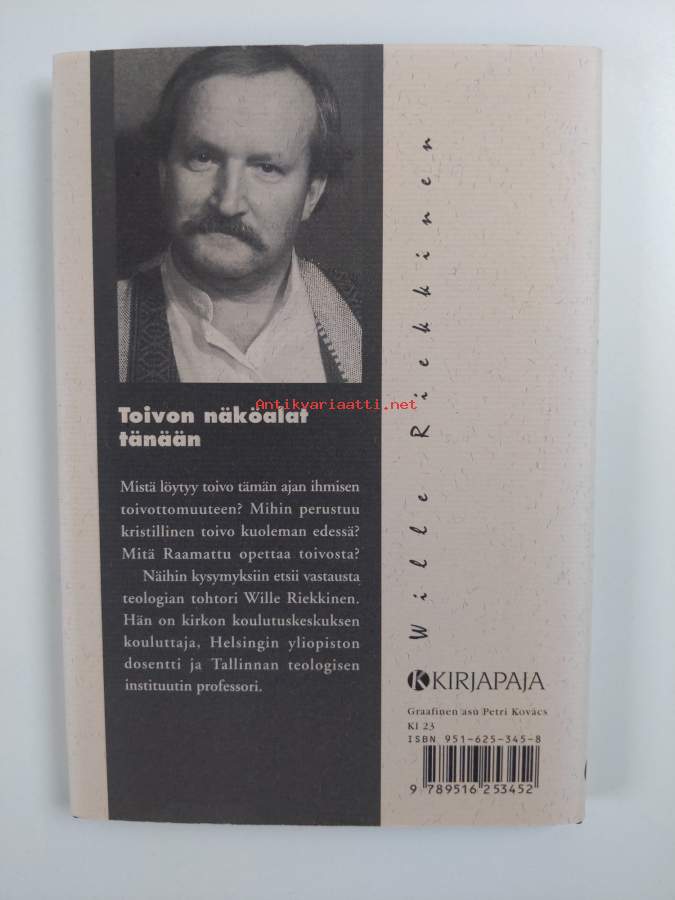 Toivon näköalat
tänään
Antikvariaatti.net
Mistä löytyy toivo tämän ajan ihmisen
toivottomuuteen? Mihin perustuu
kristillinen toivo kuoleman edessä?
Mitä Raamattu opettaa toivosta?
Näihin kysymyksiin etsii vastausta
teologian tohtori Wille Riekkinen.
Hän on kirkon koulutuskeskuksen
kouluttaja, Helsingin yliopiston
dosentti ja Tallinnan teologisen
instituutin professori.
Wille Riekkinen
KIRJAPAJA
Graafinen asu Petri Kovács
Kl 23
ISBN 951-625-345-8
9 789516 253452